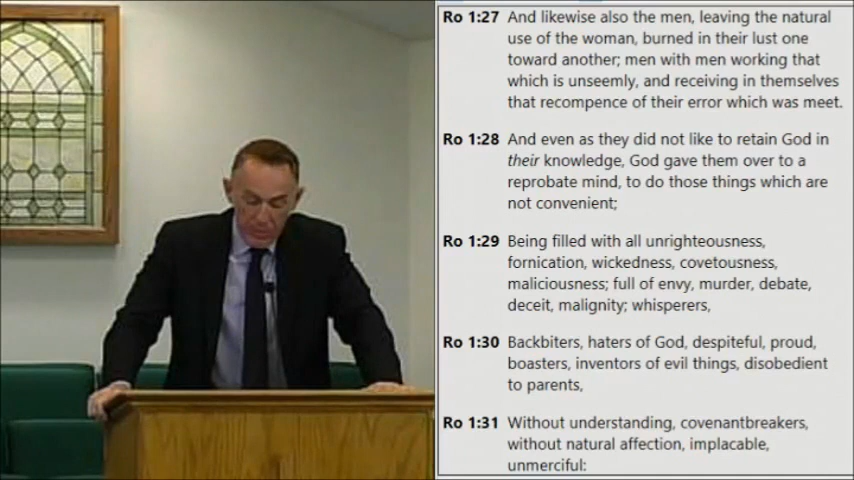 Ro 1:27 And likewise also the men, leaving the natural
use of the woman, burned in their lust one
toward another; men with men working that
which is unseemly, and receiving in themselves
that recompence of their error which was meet.
Ro 1:28 And even as they did not like to retain God in
their knowledge, God gave them over to a
reprobate mind, to do those things which are
not convenient;
Ro 1:29 Being filled with all unrighteousness,
fornication, wickedness, covetousness,
maliciousness; full of envy, murder, debate,
deceit, malignity; whisperers,
Ro 1:30 Backbiters, haters of God, despiteful, proud,
boasters, inventors of evil things, disobedient
to parents,
Ro 1:31 Without understanding, covenantbreakers,
without natural affection, implacable,
unmerciful: